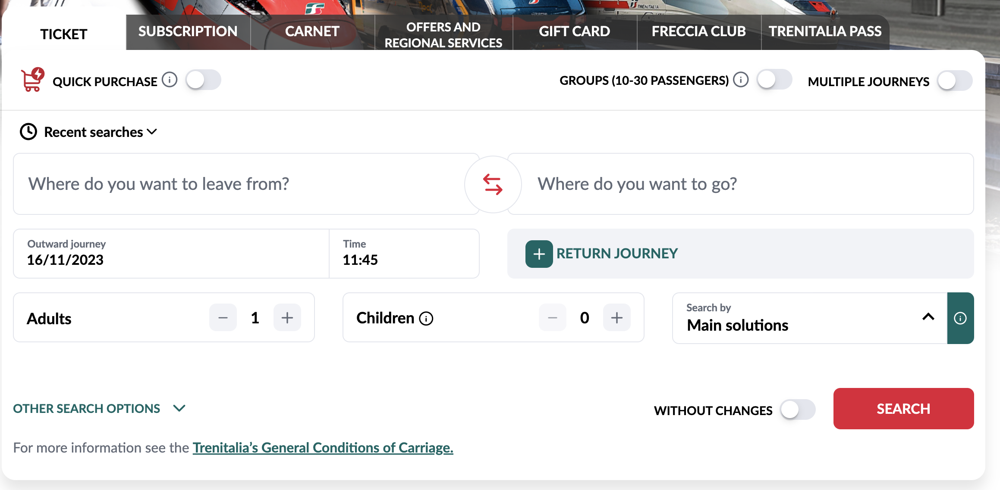 TRENITALIA
TICKET
SUBSCRIPTION
CARNET
OFFERS AND
REGIONAL SERVICES
GIFT CARD
FRECCIA CLUB
TRENITALIA PASS
QUICK PURCHASE
GROUPS (10-30 PASSENGERS)
MULTIPLE JOURNEYS
Recent searches
Where do you want to leave from?
Where do you want to go?
Outward journey
16/11/2023
Time
11:45
RETURN JOURNEY
Adults
1
Children
0
Search by
Main solutions
OTHER SEARCH OPTIONS
WITHOUT CHANGES
SEARCH
For more information see the Trenitalia’s General Conditions of Carriage.